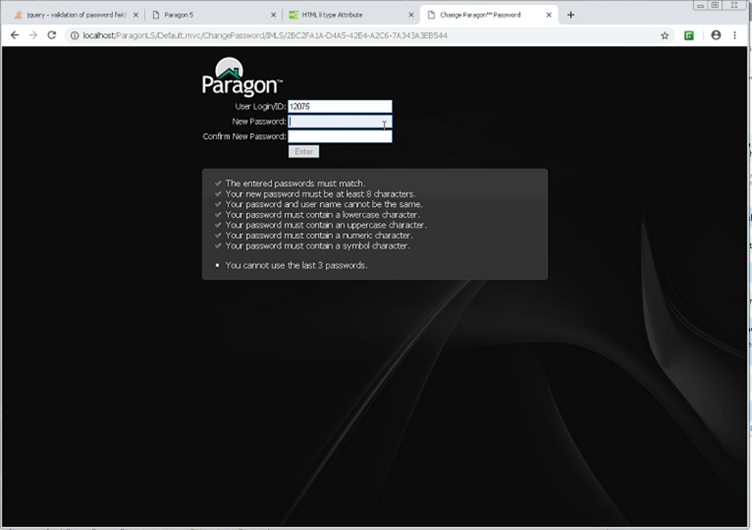 jquery - validation of password field
Paragon 5
HTML li type Attribute
Change Paragon™ Password
localhost/ParagonLS/Default.mvc/ChangePassword/IMLS/2BC2FA1A-D4A5-42B4-A2C6-7A343A3EB544
Paragon™
User Login/ID: 12075
New Password:
Confirm New Password:
Enter
The entered passwords must match.
Your new password must be at least 8 characters.
Your password and user name cannot be the same.
Your password must contain a lowercase character.
Your password must contain an uppercase character.
Your password must contain a numeric character.
Your password must contain a symbol character.
You cannot use the last 3 passwords.